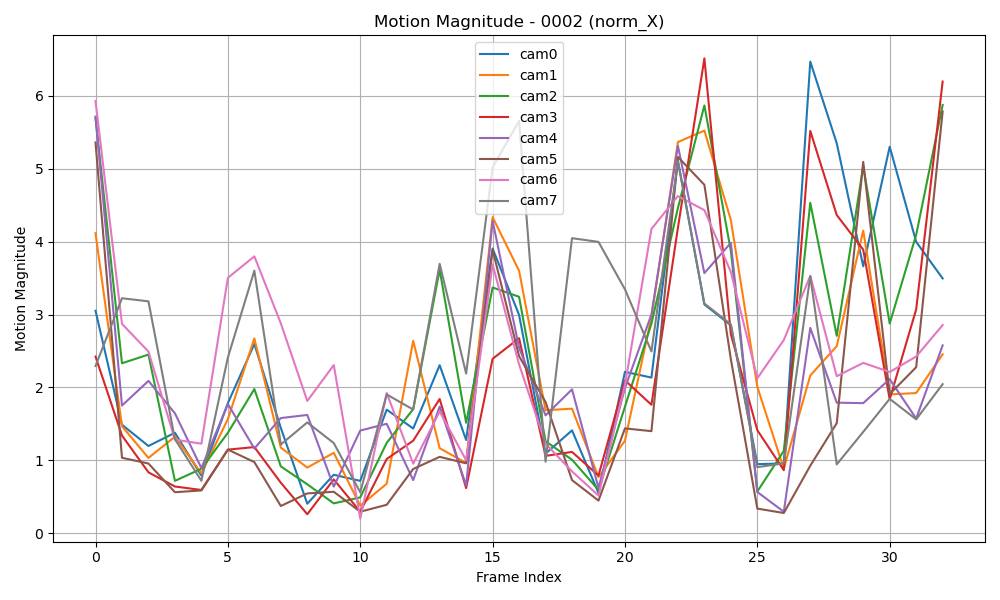 Motion Magnitude - 0002 (norm_X)
cam0
cam1
cam2
cam3
cam4
cam5
cam6
cam7
Motion Magnitude
6
5
4
3
2
1
0
0 5 10 15 20 25 30
Frame Index